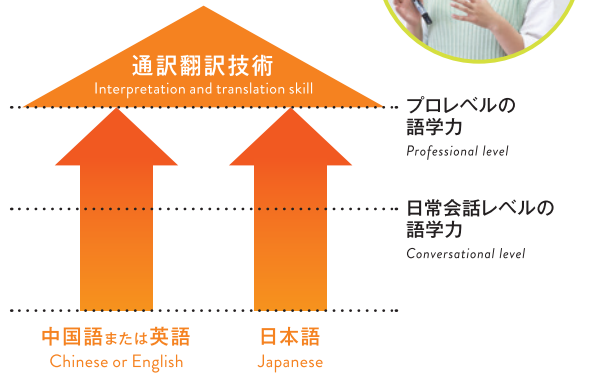 通訳翻訳技術
Interpretation and translation skill
プロレベルの
語学力
Professional level
日常会話レベルの
語学力
Conversational level
中国語または英語
Chinese or English
日本語
Japanese